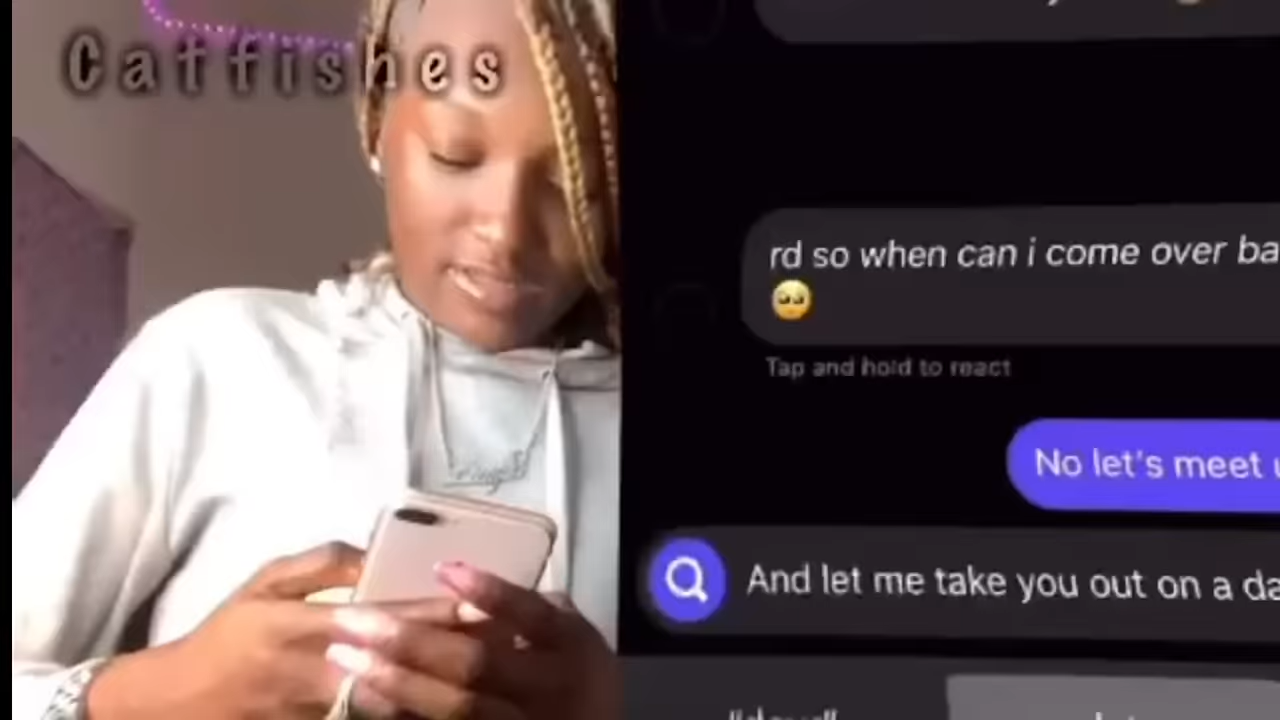 Catfishes
rd so when can i come over ba
Tap and hold to react
No let's meet
And let me take you out on a da